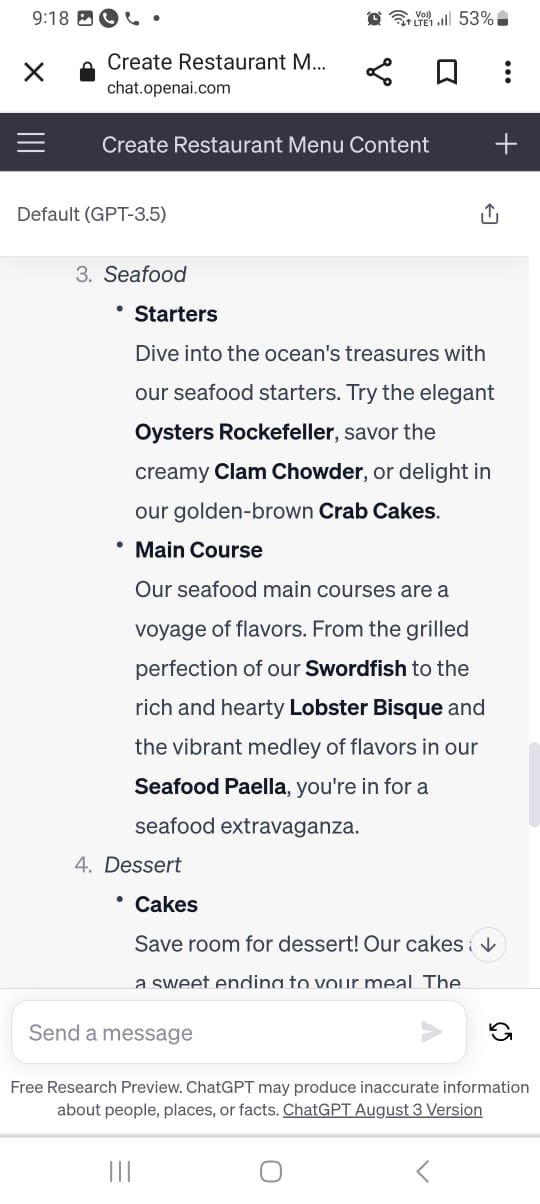 9:18
Vo))
LTE1
53%
Create Restaurant M...
chat.openai.com
Create Restaurant Menu Content
Default (GPT-3.5)
3. Seafood
• Starters
Dive into the ocean's treasures with
our seafood starters. Try the elegant
Oysters Rockefeller, savor the
creamy Clam Chowder, or delight in
our golden-brown Crab Cakes.
• Main Course
Our seafood main courses are a
voyage of flavors. From the grilled
perfection of our Swordfish to the
rich and hearty Lobster Bisque and
the vibrant medley of flavors in our
Seafood Paella, you're in for a
seafood extravaganza.
4. Dessert
• Cakes
Save room for dessert! Our cakes
a sweet ending to your meal. The
Send a message
Free Research Preview. ChatGPT may produce inaccurate information
about people, places, or facts. ChatGPT August 3 Version